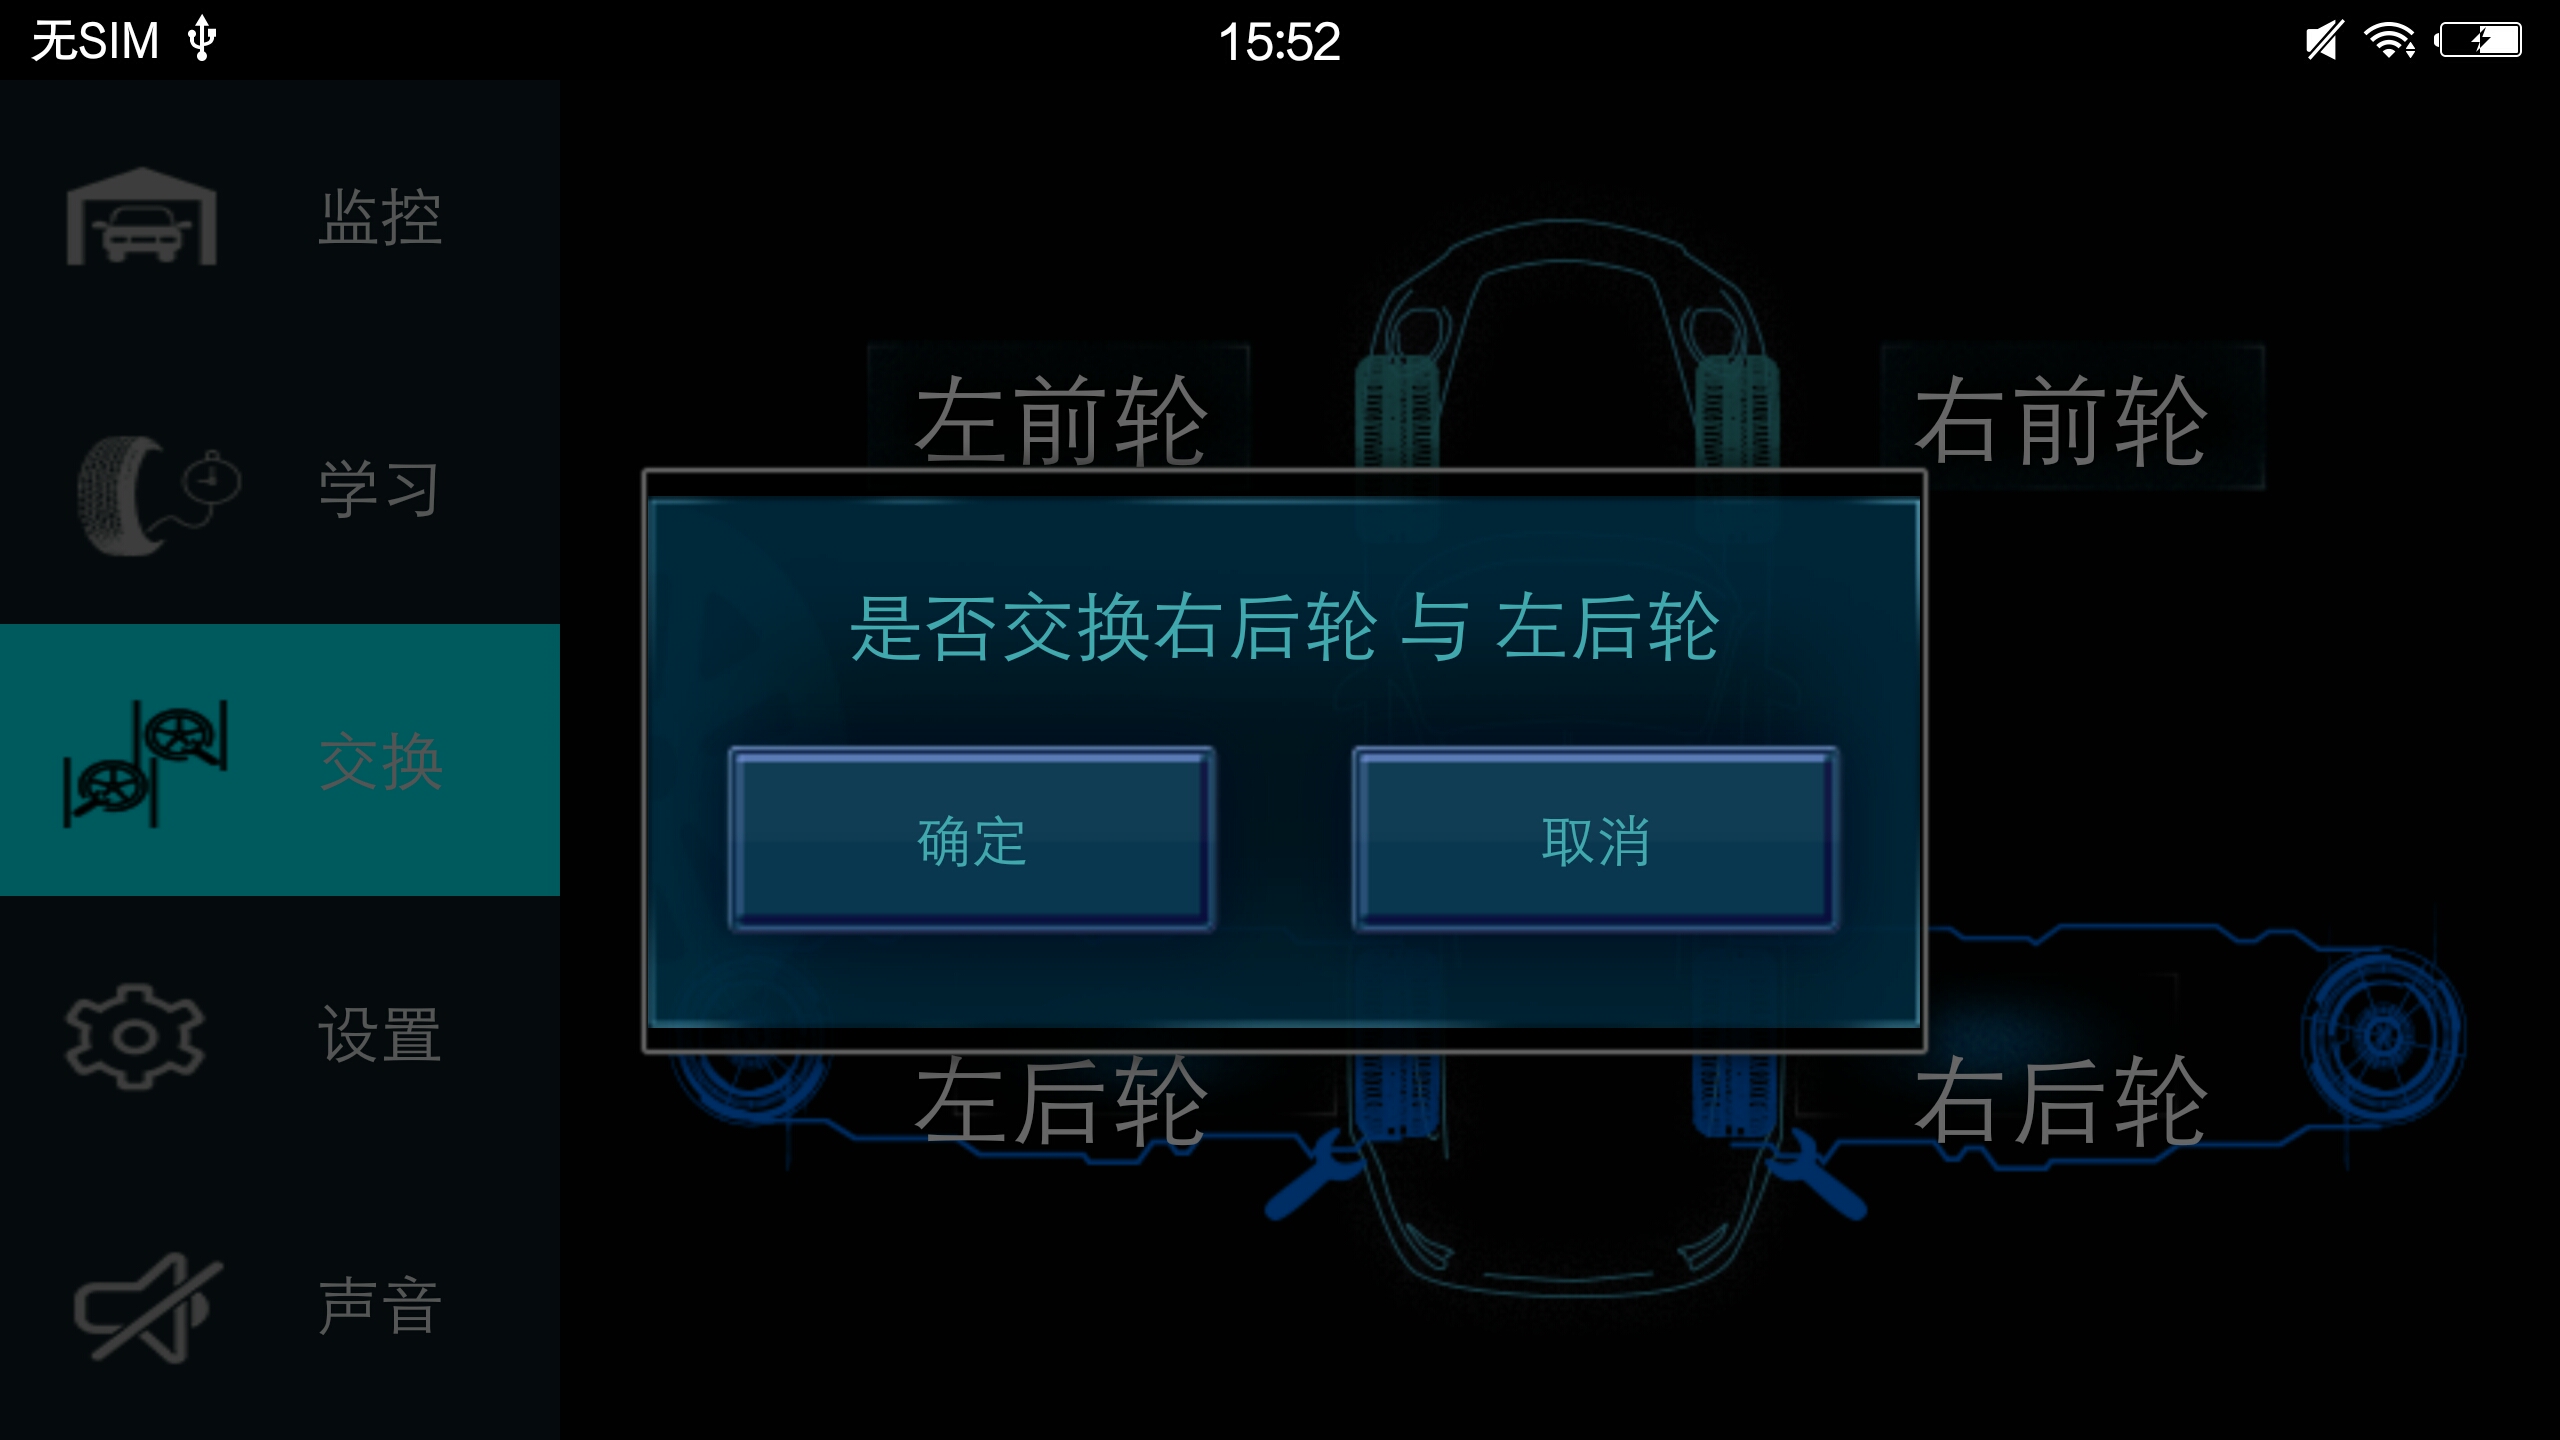 无SIM 15:52
监控
学习
交换
设置
声音
左前轮 右前轮
是否交换右后轮 与 左后轮
确定 取消
左后轮 右后轮